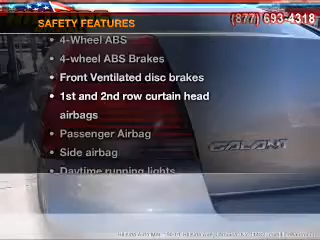 SAFETY FEATURES
(877) 693-4318
• 4-Wheel ABS
• 4-wheel ABS Brakes
• Front Ventilated disc brakes
• 1st and 2nd row curtain head
airbags
• Passenger Airbag
GALANT
• Side airbag
• Daytime running lights